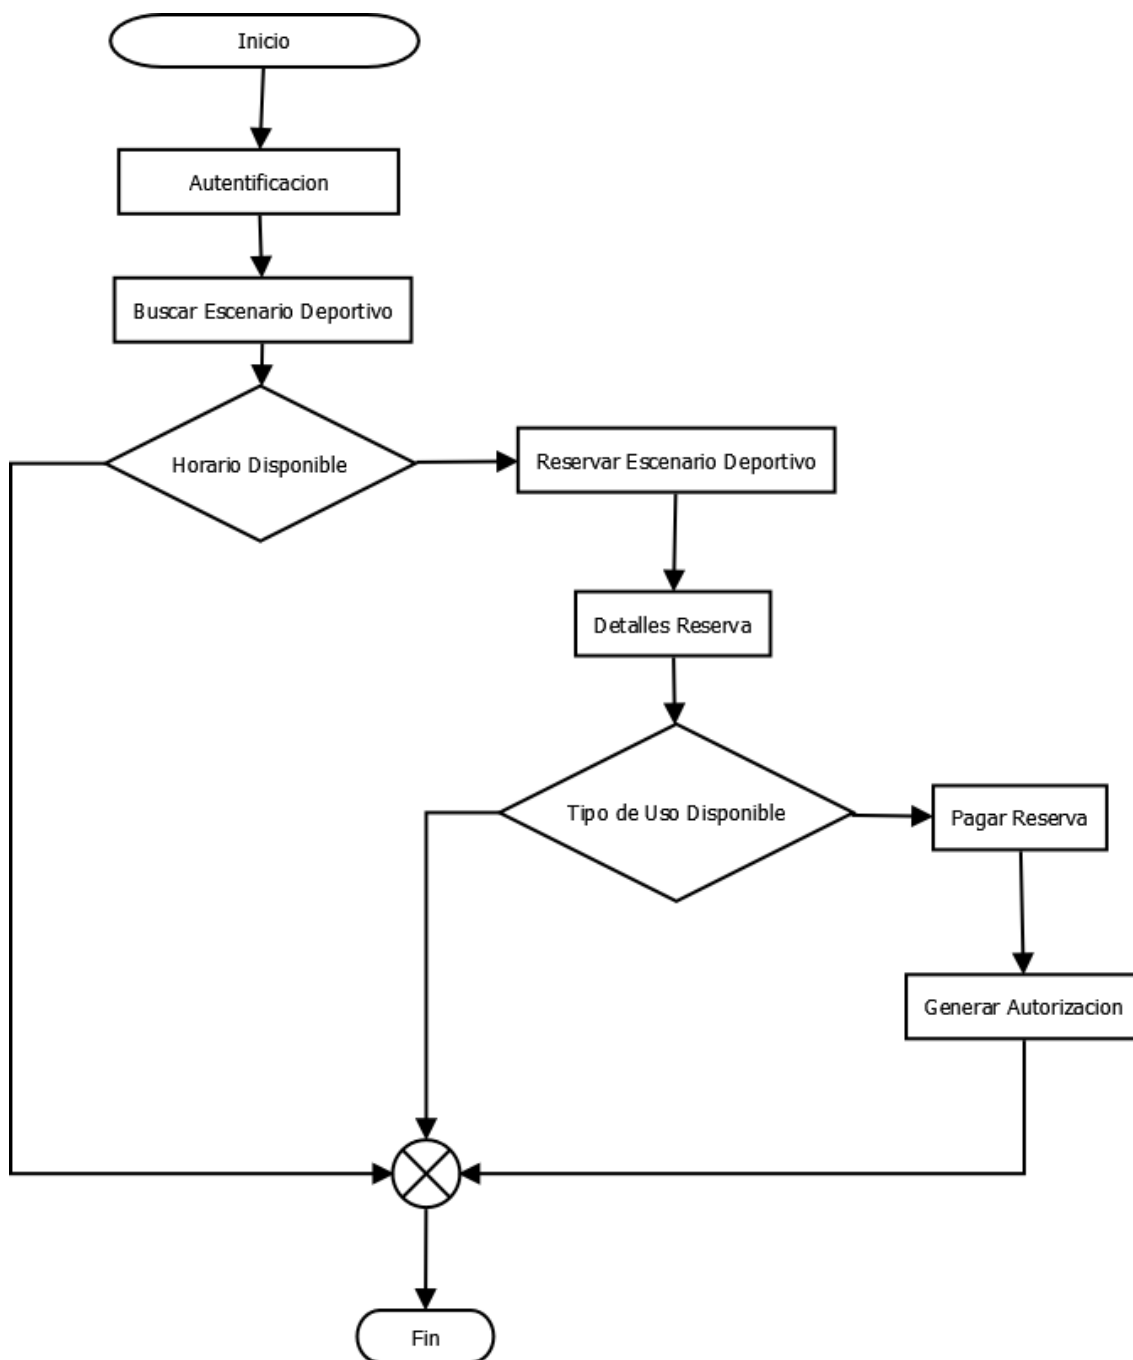 Inicio
Autentificacion
Buscar Escenario Deportivo
Horario Disponible
Reservar Escenario Deportivo
Detalles Reserva
Tipo de Uso Disponible
Pagar Reserva
Generar Autorizacion
Fin